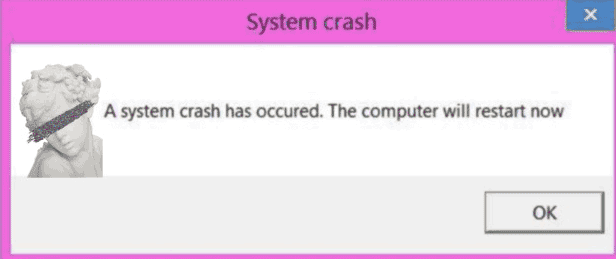 System crash
A system crash has occured. The computer will restart now
OK